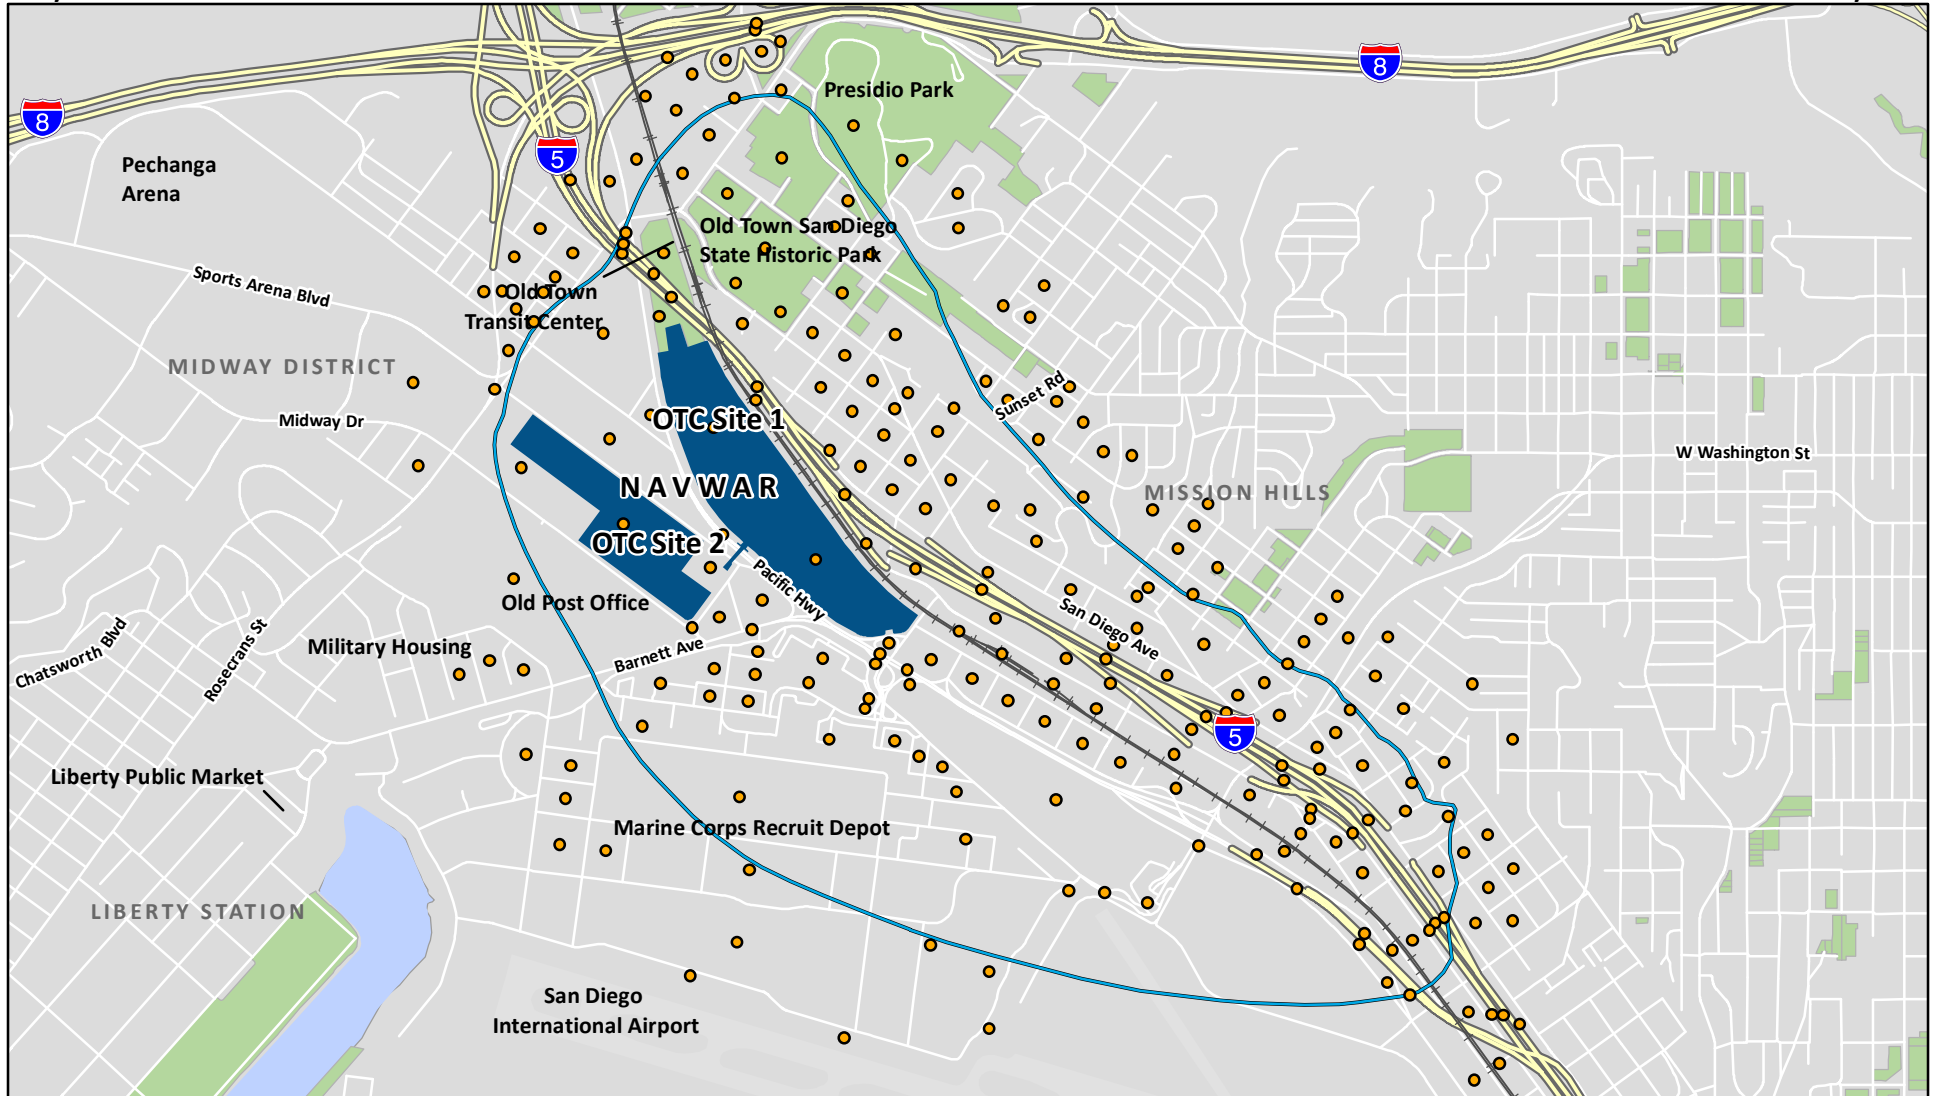 8
Presidio Park
8
5
Pechanga
Arena
Old Town San Diego
State Historic Park
Sports Arena Blvd
Old Town
Transit Center
MIDWAY DISTRICT
Midway Dr
Sunset Rd
OTC Site 1
W Washington St
NAVWAR
MISSION HILLS
OTC Site 2
Pacific Hwy
Old Post Office
San Diego Ave
Chatsworth Blvd
Rosecrans St
Military Housing
Barnett Ave
5
Liberty Public Market
Marine Corps Recruit Depot
LIBERTY STATION
San Diego
International Airport